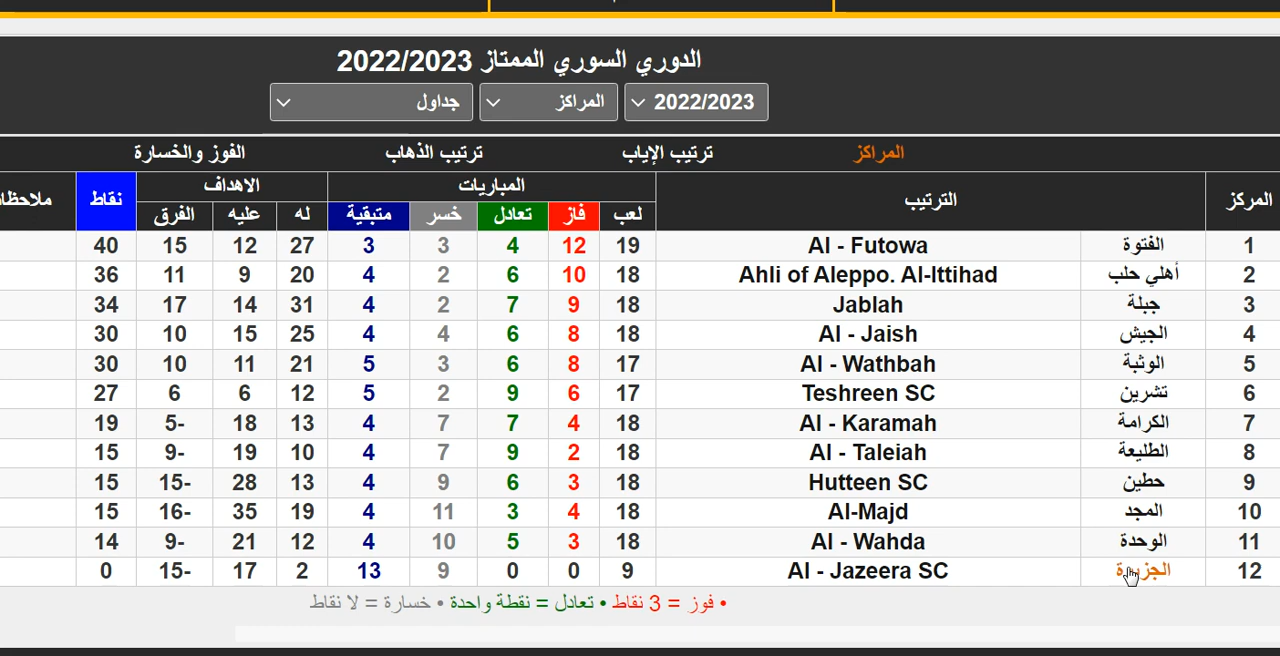 الدوري السوري الممتاز 2022/2023
2022/2023 المراكز جداول
المراكز ترتيب الإياب ترتيب الذهاب الفوز والخسارة
المركز الترتيب المباريات الاهداف نقاط
لعب فاز تعادل خسر متبقية له عليه الفرق
1 الفتوة Al - Futowa 19 12 4 3 3 27 12 15 40
2 أهلي حلب Ahli of Aleppo. Al-Ittihad 18 10 6 2 4 20 9 11 36
3 جبلة Jablah 18 9 7 2 4 31 14 17 34
4 الجيش Al - Jaish 18 8 6 4 4 25 15 10 30
5 الوثبة Al - Wathbah 17 8 6 3 5 21 11 10 30
6 تشرين Teshreen SC 17 6 9 2 5 12 6 6 27
7 الكرامة Al - Karamah 18 4 7 7 4 13 18 5- 19
8 الطليعة Al - Taleiah 18 2 9 7 4 10 19 9- 15
9 حطين Hutteen SC 18 3 6 9 4 13 28 15- 15
10 المجد Al-Majd 18 4 3 11 4 19 35 16- 15
11 الوحدة Al - Wahda 18 3 5 10 4 12 21 9- 14
12 Al - Jazeera SC 9 0 0 9 13 2 17 15- 0
• فوز = 3 نقاط • تعادل = نقطة واحدة • خسارة = لا نقاط